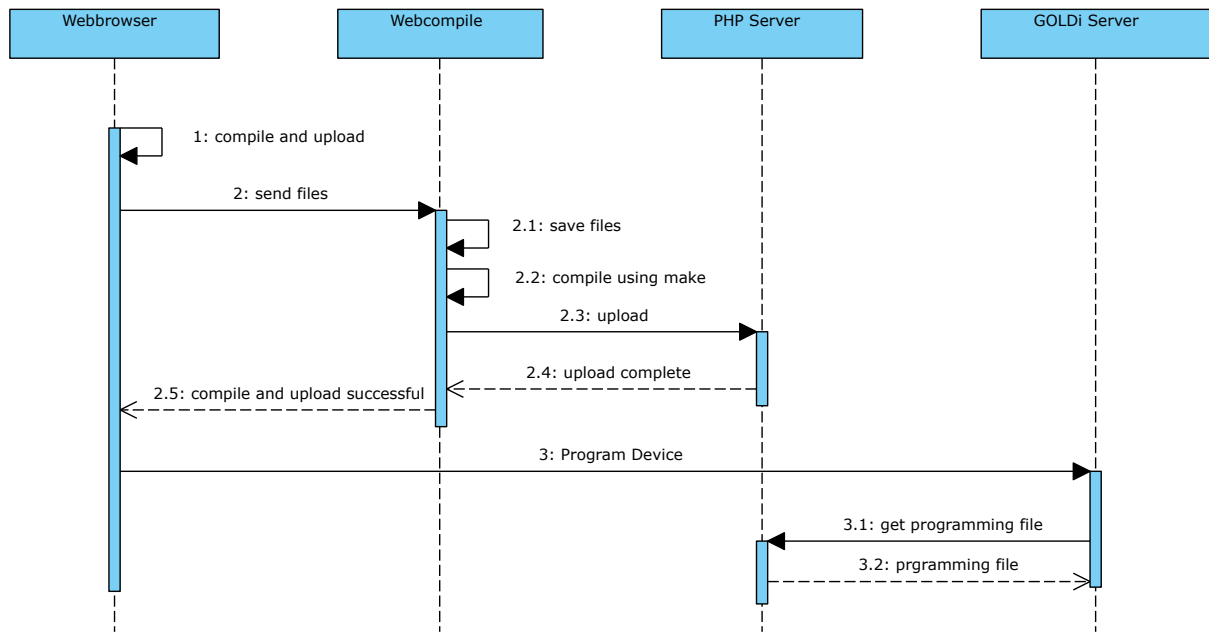 Webbrowser
Webcompile
PHP Server
GOLDi Server
1: compile and upload
2: send files
2.1: save files
2.2: compile using make
2.3: upload
2.4: upload complete
2.5: compile and upload successful
3: Program Device
3.1: get programming file
3.2: prgramming file